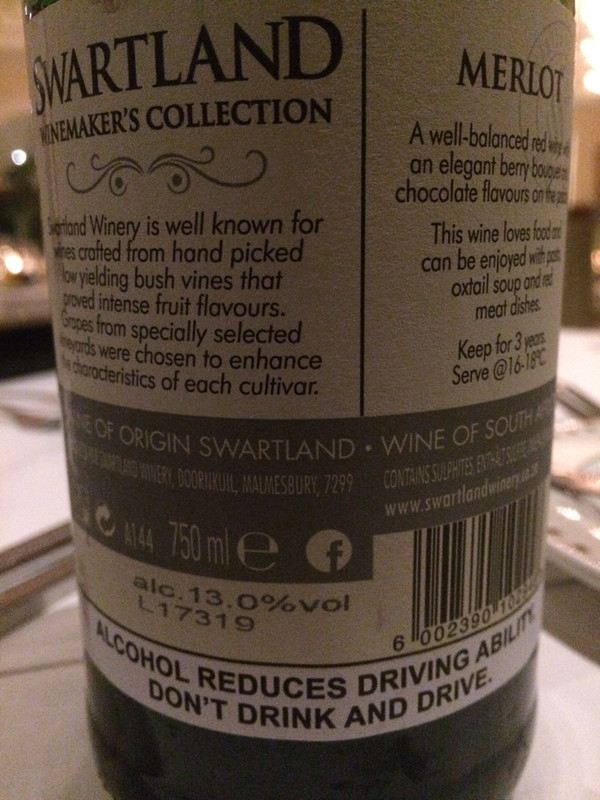 SWARTLAND
WINEMAKER'S COLLECTION
Swartland Winery is well known for
wines crafted from hand picked
low yielding bush vines that
proved intense fruit flavours.
Grapes from specially selected
vineyards were chosen to enhance
the characteristics of each cultivar.
MERLOT
A well-balanced red wine
an elegant berry bouquet
chocolate flavours on the
This wine loves food and
can be enjoyed with
oxtail soup and red
meat dishes.
Keep for 3 years.
Serve @16-18°C.
OF ORIGIN SWARTLAND • WINE OF SOUTH
SWARTLAND WINERY, DOORNKUIL, MALMESBURY, 7299
CONTAINS SULPHITES,
www.swartlandwinery.co.za
A144 750 ml e f
alc.13.0%vol
L17319
6 002390
ALCOHOL REDUCES DRIVING ABILITY.
DON'T DRINK AND DRIVE.